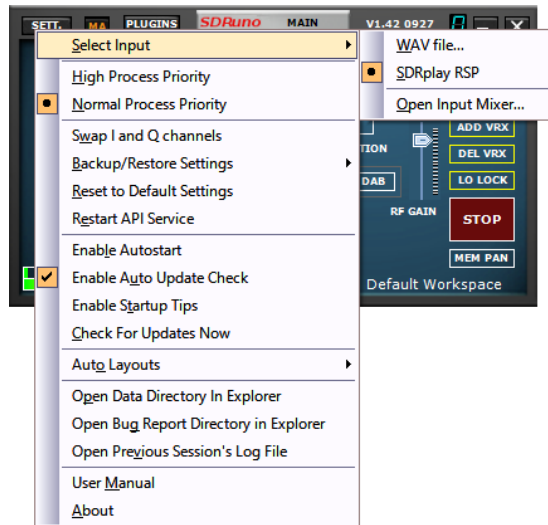 SETT. MA PLUGINS SDRuno MAIN V1.42 0927
Select Input
WAV file...
SDRplay RSP
Open Input Mixer...
High Process Priority
Normal Process Priority
Swap I and Q channels
Backup/Restore Settings
Reset to Default Settings
Restart API Service
Enable Autostart
Enable Auto Update Check
Enable Startup Tips
Check For Updates Now
Auto Layouts
Open Data Directory In Explorer
Open Bug Report Directory in Explorer
Open Previous Session's Log File
User Manual
About
ADD VRX
TION
DEL VRX
DAB
LO LOCK
RF GAIN
STOP
MEM PAN
Default Workspace